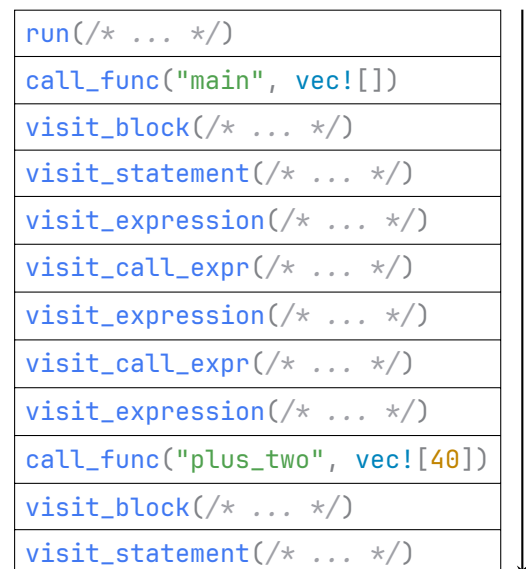 run(/* ... */)
call_func("main", vec![])
visit_block(/* ... */)
visit_statement(/* ... */)
visit_expression(/* ... */)
visit_call_expr(/* ... */)
visit_expression(/* ... */)
visit_call_expr(/* ... */)
visit_expression(/* ... */)
call_func("plus_two", vec![40])
visit_block(/* ... */)
visit_statement(/* ... */)